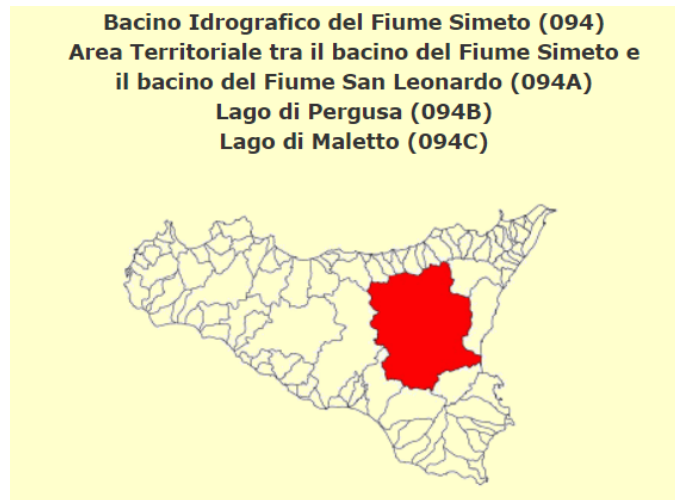 Bacino Idrografico del Fiume Simeto (094)
Area Territoriale tra il bacino del Fiume Simeto e
il bacino del Fiume San Leonardo (094A)
Lago di Pergusa (094B)
Lago di Maletto (094C)